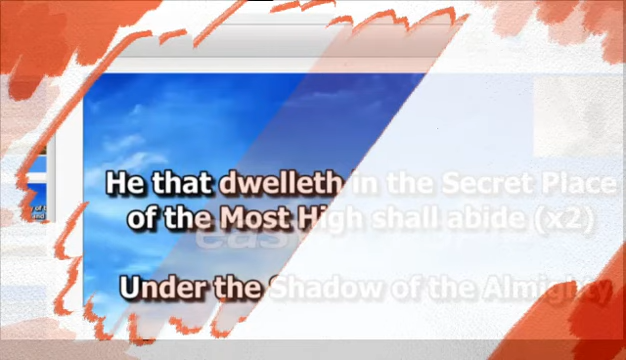 He that dwelleth in the Secret Place
of the Most High shall abide (x2)
Under the Shadow of the Almighty